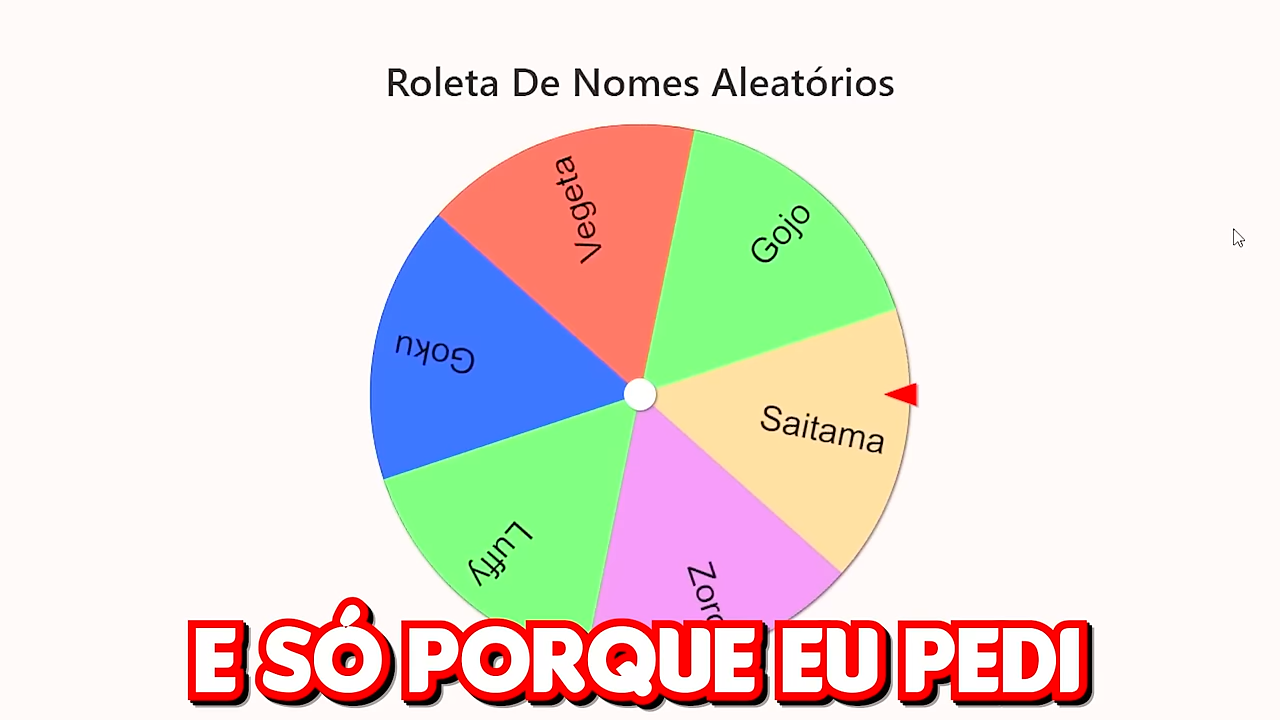 Roleta De Nomes Aleatórios
Vegeta
Gojo
Goku
Saitama
Luffy
E SÓ PORQUE EU PEDI